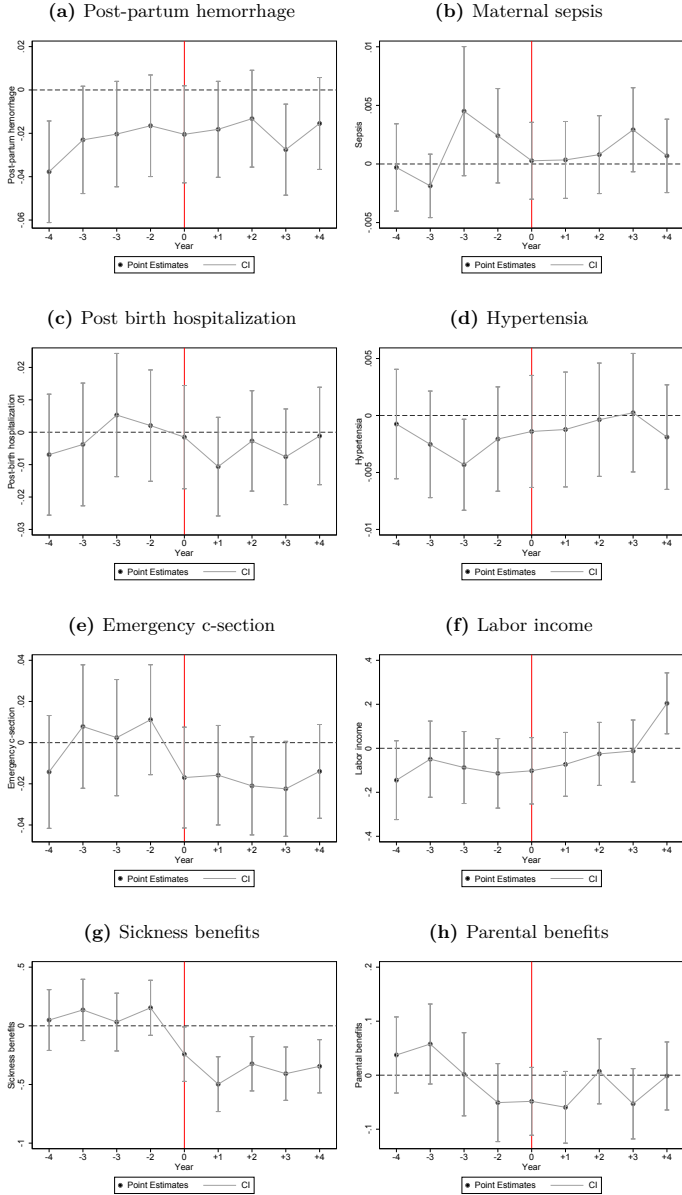 (a) Post-partum hemorrhage
Post-partum hemorrhage
.02
0
-.02
-.04
-.06
-4 -3 -3 -2 0 +1 +2 +3 +4
Year
Point Estimates CI
(b) Maternal sepsis
Sepsis
.01
.005
0
-.005
-4 -3 -3 -2 0 +1 +2 +3 +4
Year
Point Estimates CI
(c) Post birth hospitalization
Post-birth hospitalization
.02
.01
0
-.01
-.02
-.03
-4 -3 -3 -2 0 +1 +2 +3 +4
Year
Point Estimates CI
(d) Hypertensia
Hypertensia
.005
0
-.005
-.01
-4 -3 -3 -2 0 +1 +2 +3 +4
Year
Point Estimates CI
(e) Emergency c-section
Emergency c-section
.04
.02
0
-.02
-.04
-4 -3 -3 -2 0 +1 +2 +3 +4
Year
Point Estimates CI
(f) Labor income
Labor income
.4
.2
0
-.2
-.4
-4 -3 -3 -2 0 +1 +2 +3 +4
Year
Point Estimates CI
(g) Sickness benefits
Sickness benefits
.5
0
-.5
-1
-4 -3 -3 -2 0 +1 +2 +3 +4
Year
Point Estimates CI
(h) Parental benefits
Parental benefits
.2
.1
0
-.1
-4 -3 -3 -2 0 +1 +2 +3 +4
Year
Point Estimates CI